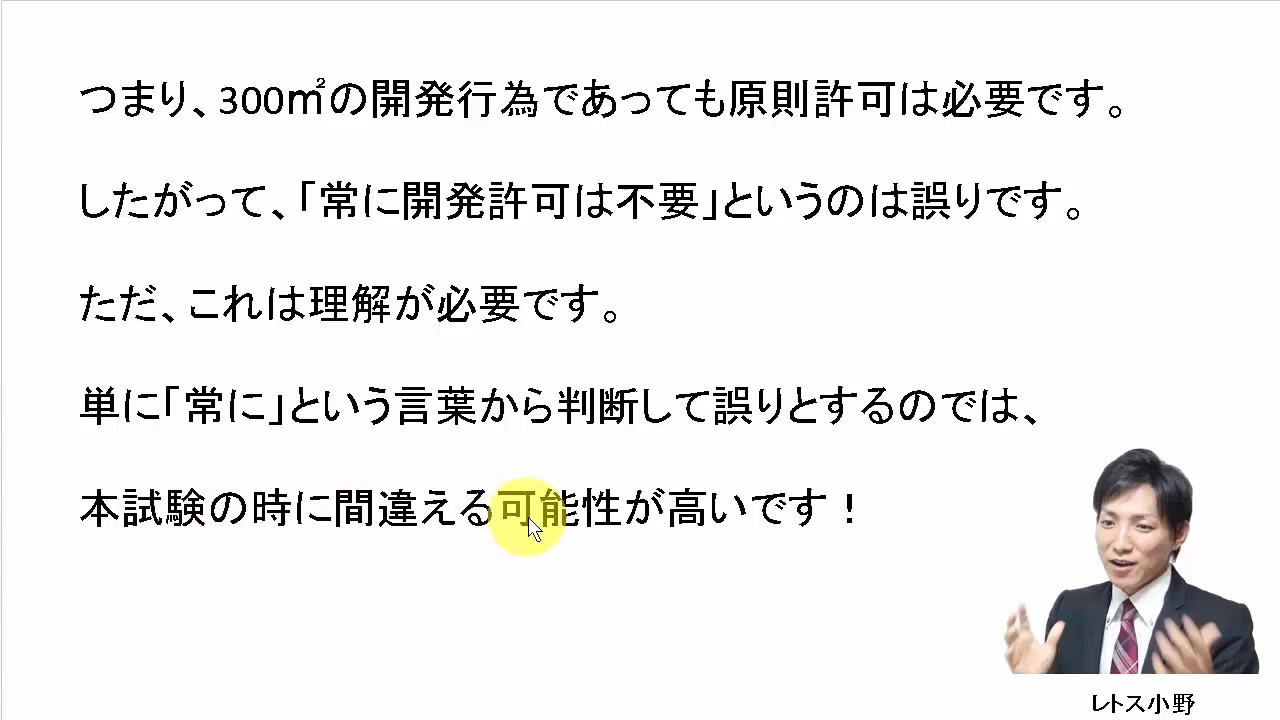 つまり、300㎡の開発行為であっても原則許可は必要です。
したがって、「常に開発許可は不要」というのは誤りです。
ただ、これは理解が必要です。
単に「常に」という言葉から判断して誤りとするのでは、
本試験の時に間違える可能性が高いです！
レトス小野